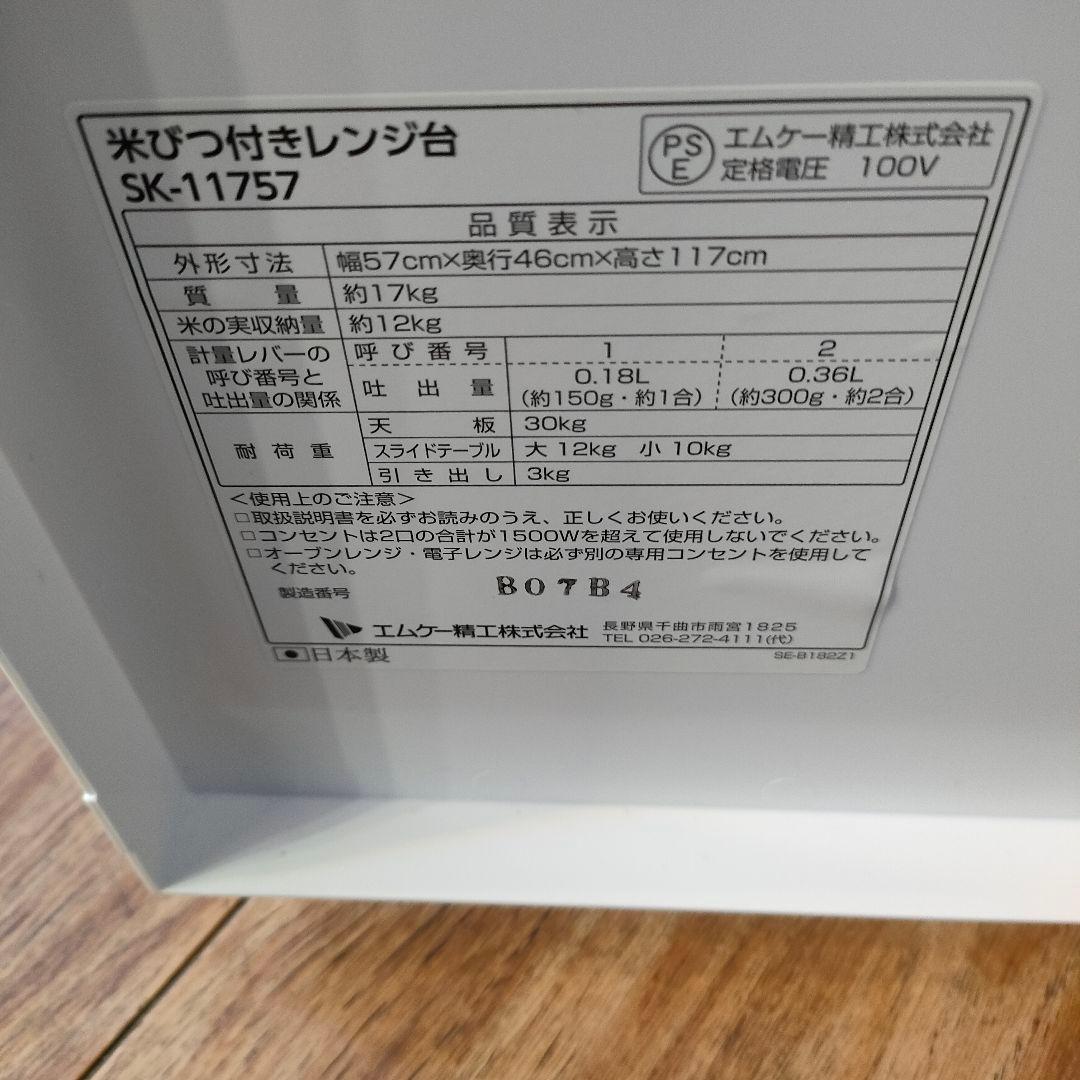 米びつ付きレンジ台
SK-11757
PSE エムケー精工株式会社
定格電圧 100V
品質表示
外形寸法 幅57cm×奥行46cm×高さ117cm
質量 約17kg
米の実収納量 約12kg
計量レバーの呼び番号と吐出量の関係 呼び番号 1 2
吐出量 0.18L(約150g・約1合) 0.36L(約300g・約2合)
耐荷重 天板 30kg
スライドテーブル 大 12kg 小 10kg
引き出し 3kg
<使用上のご注意>
□取扱説明書を必ずお読みのうえ、正しくお使いください。
□コンセントは2口の合計が1500Wを超えて使用しないでください。
□オーブンレンジ・電子レンジは必ず別の専用コンセントを使用して
ください。
製造番号 B07B4
エムケー精工株式会社 長野県千曲市雨宮1825
TEL 026-272-4111(代)
日本製 SE-8182Z1